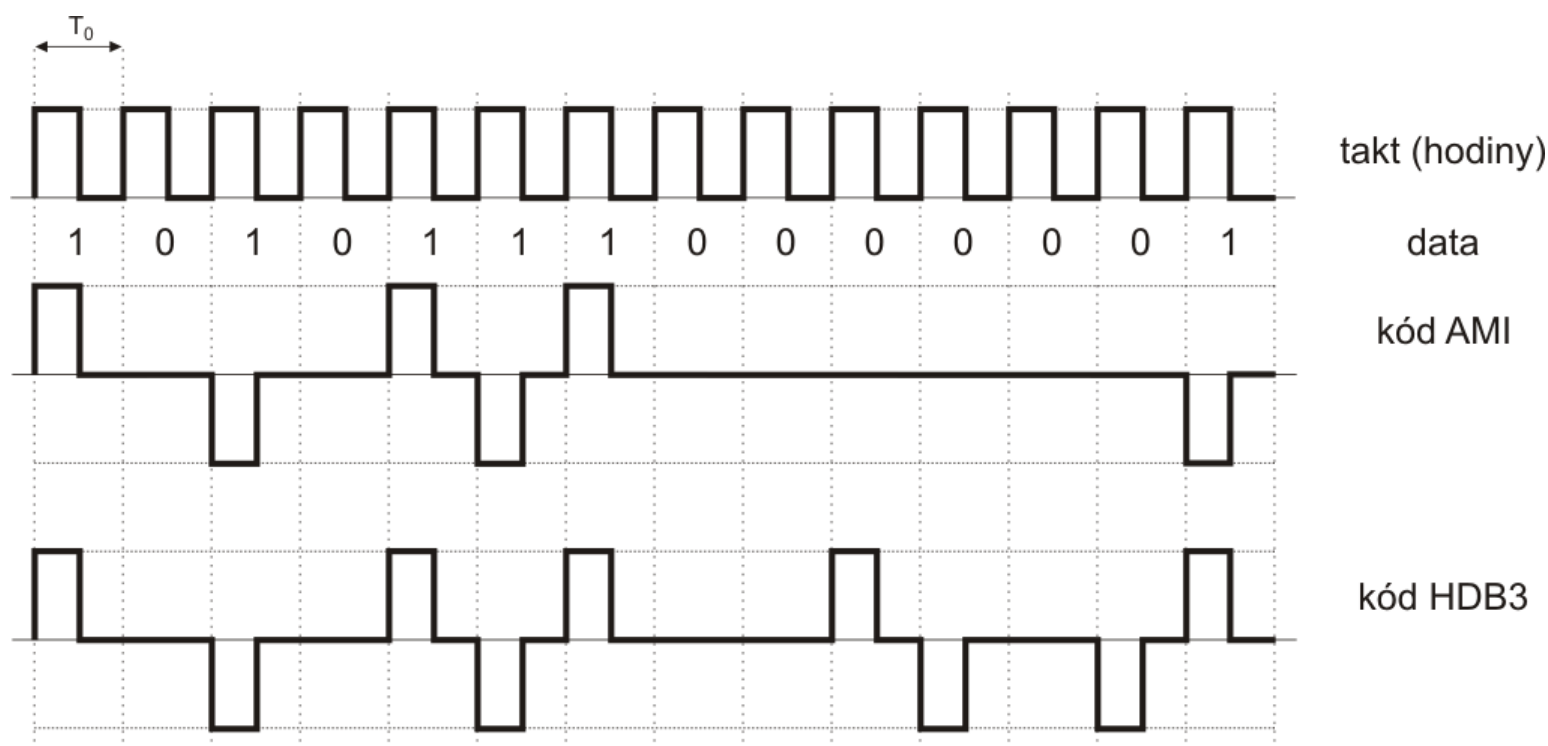 T₀
takt (hodiny)
1 0 1 0 1 1 1 0 0 0 0 0 0 1 data
kód AMI
kód HDB3